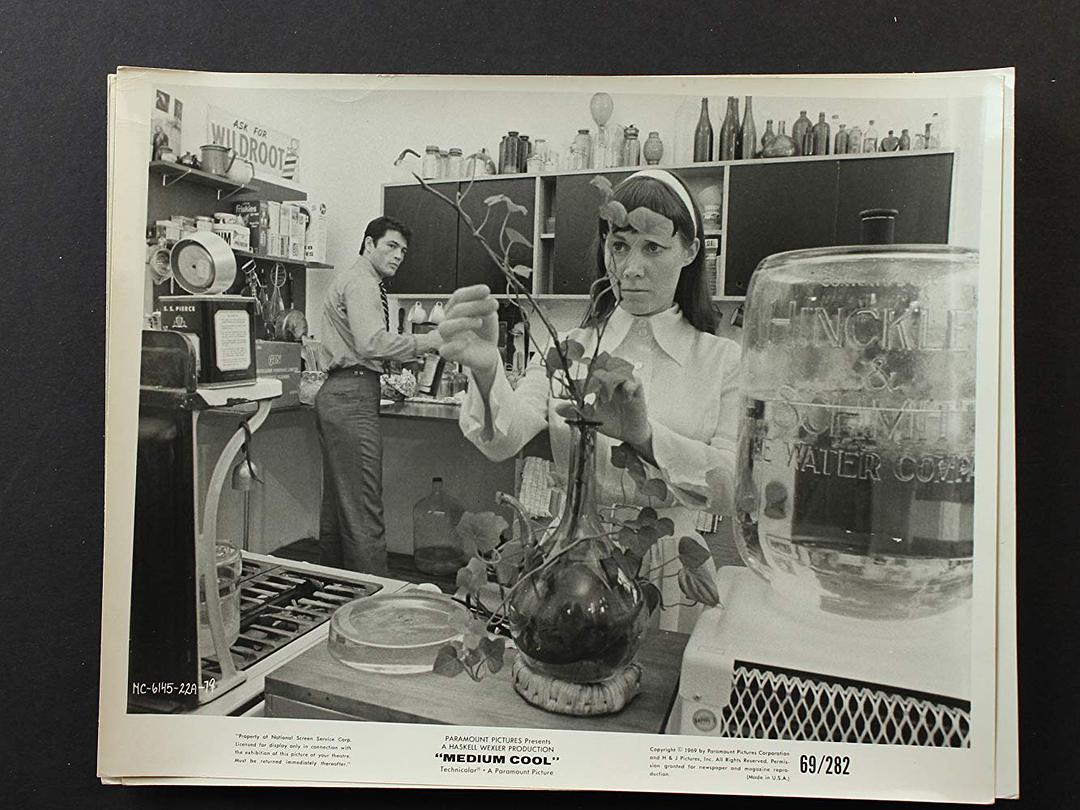 ASK FOR
WILDROOT
Friskies
S. S. PIERCE
HINCKLE
&
WATER COMPA
MC-6145-22A-79
"Property of National Screen Service Corp.
Licensed for display only in connection with
the exhibition of this picture at your theatre.
Must be returned immediately thereafter."
PARAMOUNT PICTURES Presents
A HASKELL WEXLER PRODUCTION
"MEDIUM COOL"
Technicolor® • A Paramount Picture
Copyright © 1969 by Paramount Pictures Corporation
and H & J Pictures, Inc. All Rights Reserved. Permis-
sion granted for newspaper and magazine repro-
duction.
(Made in U.S.A.)
69/282